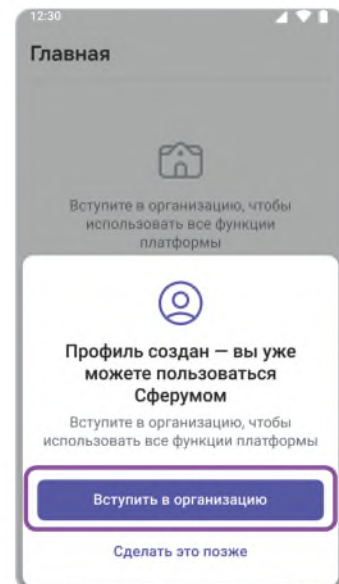 12:30
Главная
Вступите в организацию, чтобы
использовать все функции
платформы
Профиль создан — вы уже
можете пользоваться
Сферумом
Вступите в организацию, чтобы
использовать все функции платформы
Вступить в организацию
Сделать это позже